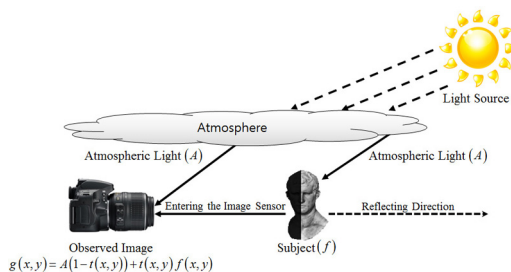 Light Source
Atmosphere
Atmospheric Light (A)
Atmospheric Light (A)
Entering the Image Sensor
Reflecting Direction
Observed Image
Subject (f)
g(x, y) = A(1−t(x, y))+t(x, y) f(x, y)